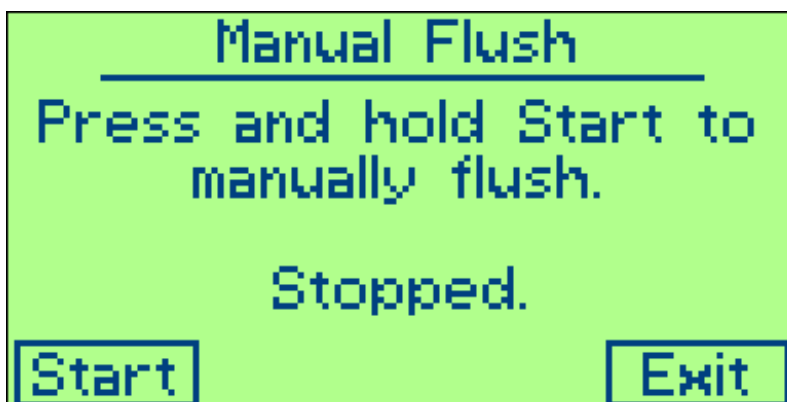 Manual Flush
Press and hold Start to
manually flush.
Stopped.
Start
Exit